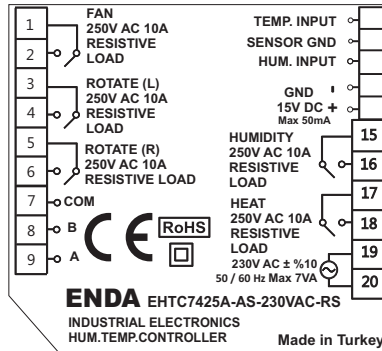 1
2
3
4
5
6
7
8
9
FAN
250V AC 10A
RESISTIVE
LOAD
ROTATE (L)
250V AC 10A
RESISTIVE
LOAD
ROTATE (R)
250V AC 10A
RESISTIVE LOAD
COM
B
A
CE
RoHS
TEMP. INPUT
SENSOR GND
HUM. INPUT
GND -
15V DC +
Max 50mA
HUMIDITY
250V AC 10A
RESISTIVE
LOAD
HEAT
250V AC 10A
RESISTIVE
LOAD
230V AC ± %10
50 / 60 Hz Max 7VA
15
16
17
18
19
20
ENDA EHTC7425A-AS-230VAC-RS
INDUSTRIAL ELECTRONICS
HUM.TEMP.CONTROLLER
Made in Turkey